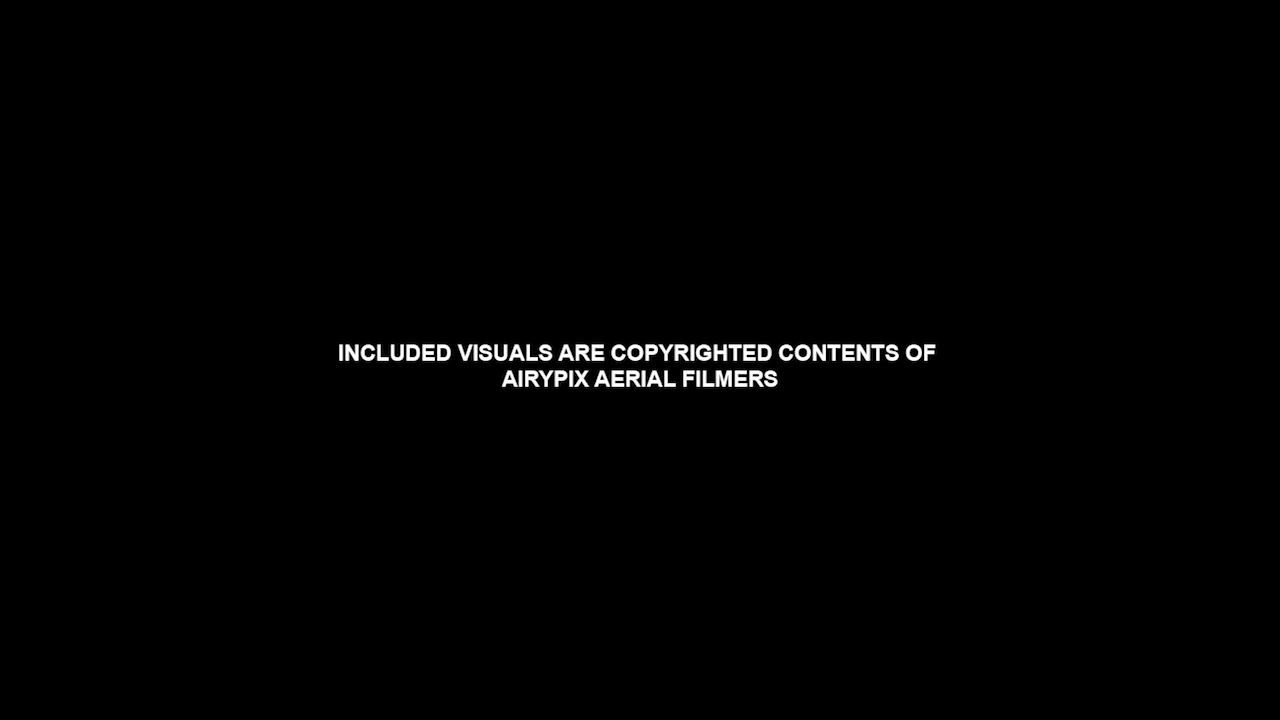 INCLUDED VISUALS ARE COPYRIGHTED CONTENTS OF
AIRYPIX AERIAL FILMERS